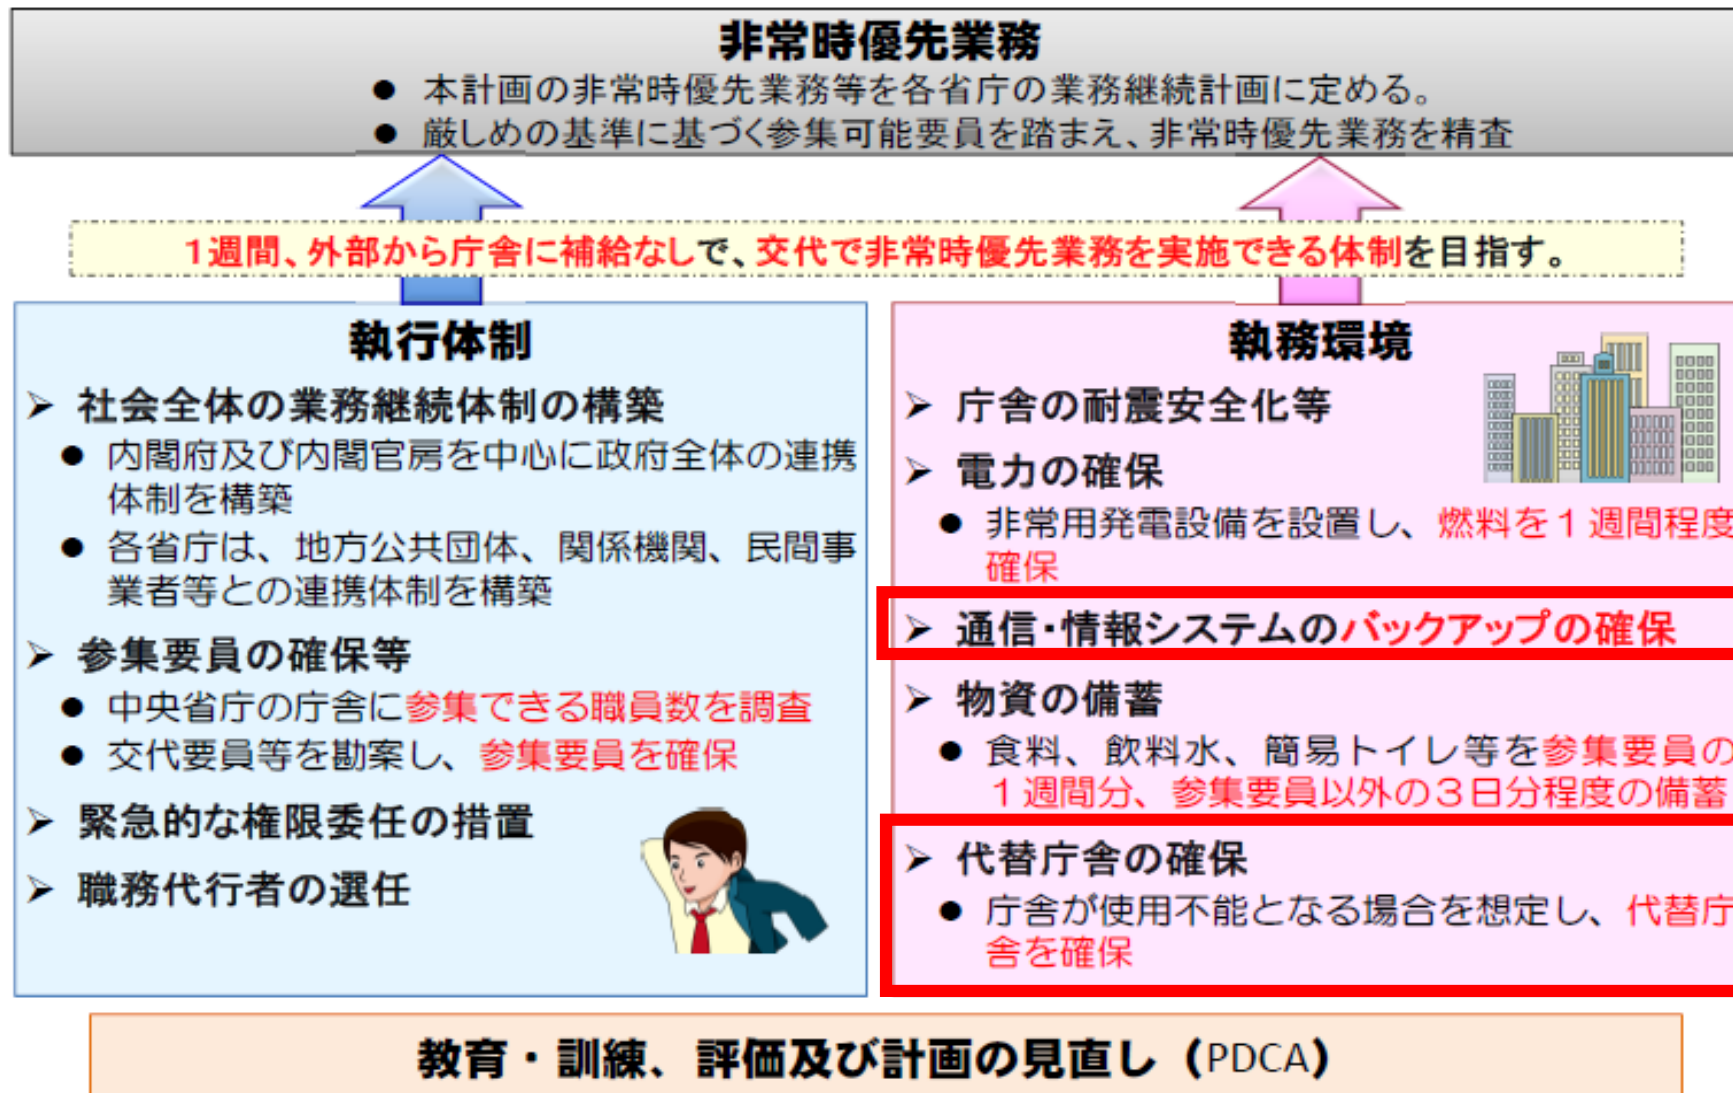 非常時優先業務
● 本計画の非常時優先業務等を各省庁の業務継続計画に定める。
● 厳しめの基準に基づく参集可能要員を踏まえ、非常時優先業務を精査
1週間、外部から庁舎に補給なしで、交代で非常時優先業務を実施できる体制を目指す。
執行体制
➢ 社会全体の業務継続体制の構築
● 内閣府及び内閣官房を中心に政府全体の連携
体制を構築
● 各省庁は、地方公共団体、関係機関、民間事
業者等との連携体制を構築
➢ 参集要員の確保等
● 中央省庁の庁舎に参集できる職員数を調査
● 交代要員等を勘案し、参集要員を確保
➢ 緊急的な権限委任の措置
➢ 職務代行者の選任
執務環境
➢ 庁舎の耐震安全化等
➢ 電力の確保
● 非常用発電設備を設置し、燃料を1週間程度
確保
➢ 通信・情報システムのバックアップの確保
➢ 物資の備蓄
● 食料、飲料水、簡易トイレ等を参集要員の
1週間分、参集要員以外の3日分程度の備蓄
➢ 代替庁舎の確保
● 庁舎が使用不能となる場合を想定し、代替庁
舎を確保
教育・訓練、評価及び計画の見直し（PDCA）